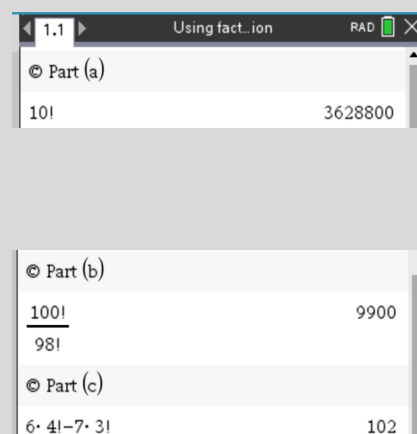 1.1 Using fact...ion RAD
© Part (a)
10! 3628800
© Part (b)
100! 9900
98!
© Part (c)
6· 4!−7· 3! 102